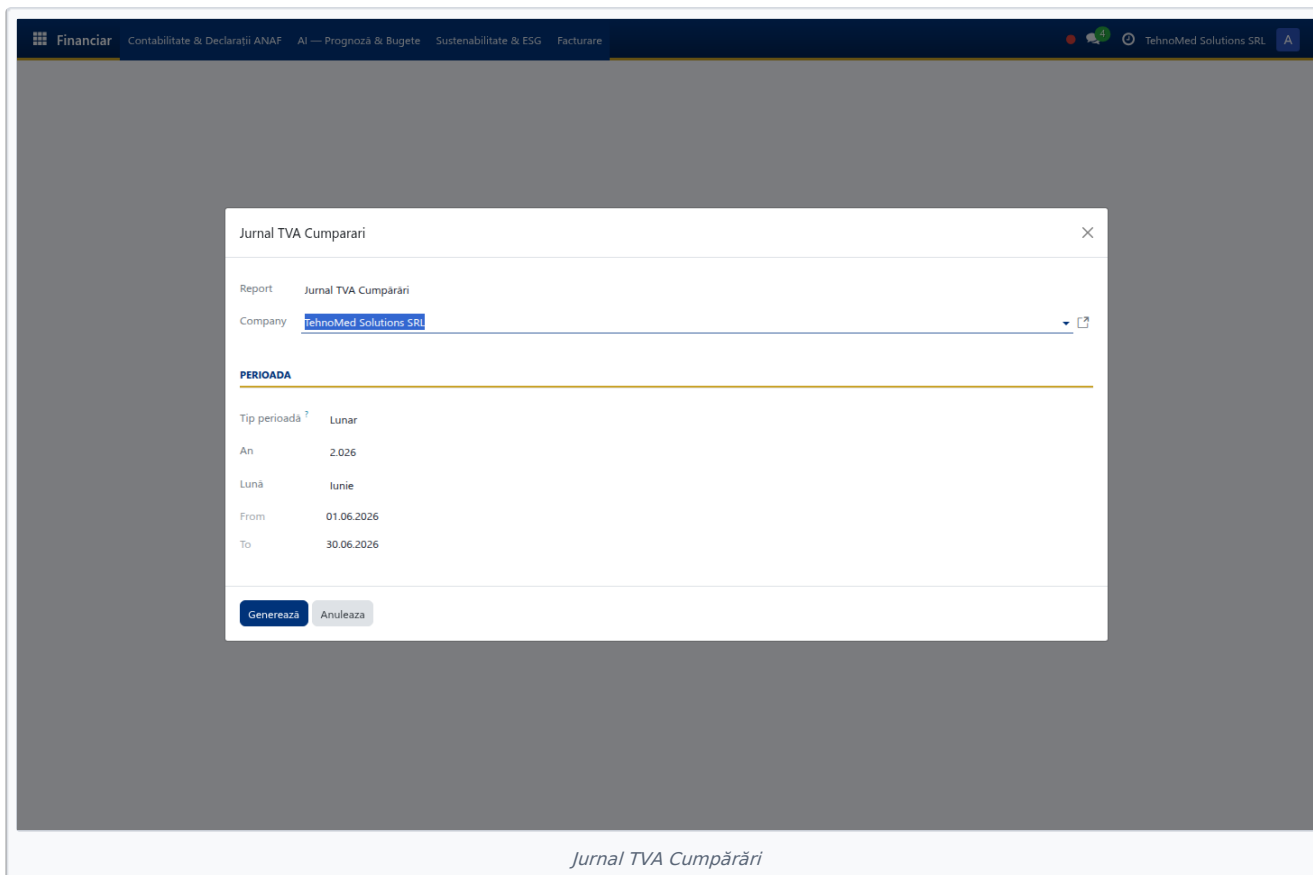 Financiar Contabilitate & Declarații ANAF AI — Prognoză & Bugete Sustenabilitate & ESG Facturare 4 TehnoMed Solutions SRL A
Jurnal TVA Cumparari
Report Jurnal TVA Cumpărări
Company TehnoMed Solutions SRL
PERIOADA
Tip perioadă ? Lunar
An 2.026
Lună Iunie
From 01.06.2026
To 30.06.2026
Generează Anuleaza
Jurnal TVA Cumpărări